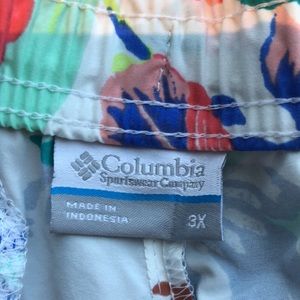 Columbia
Sportswear Company
MADE IN
INDONESIA
3X